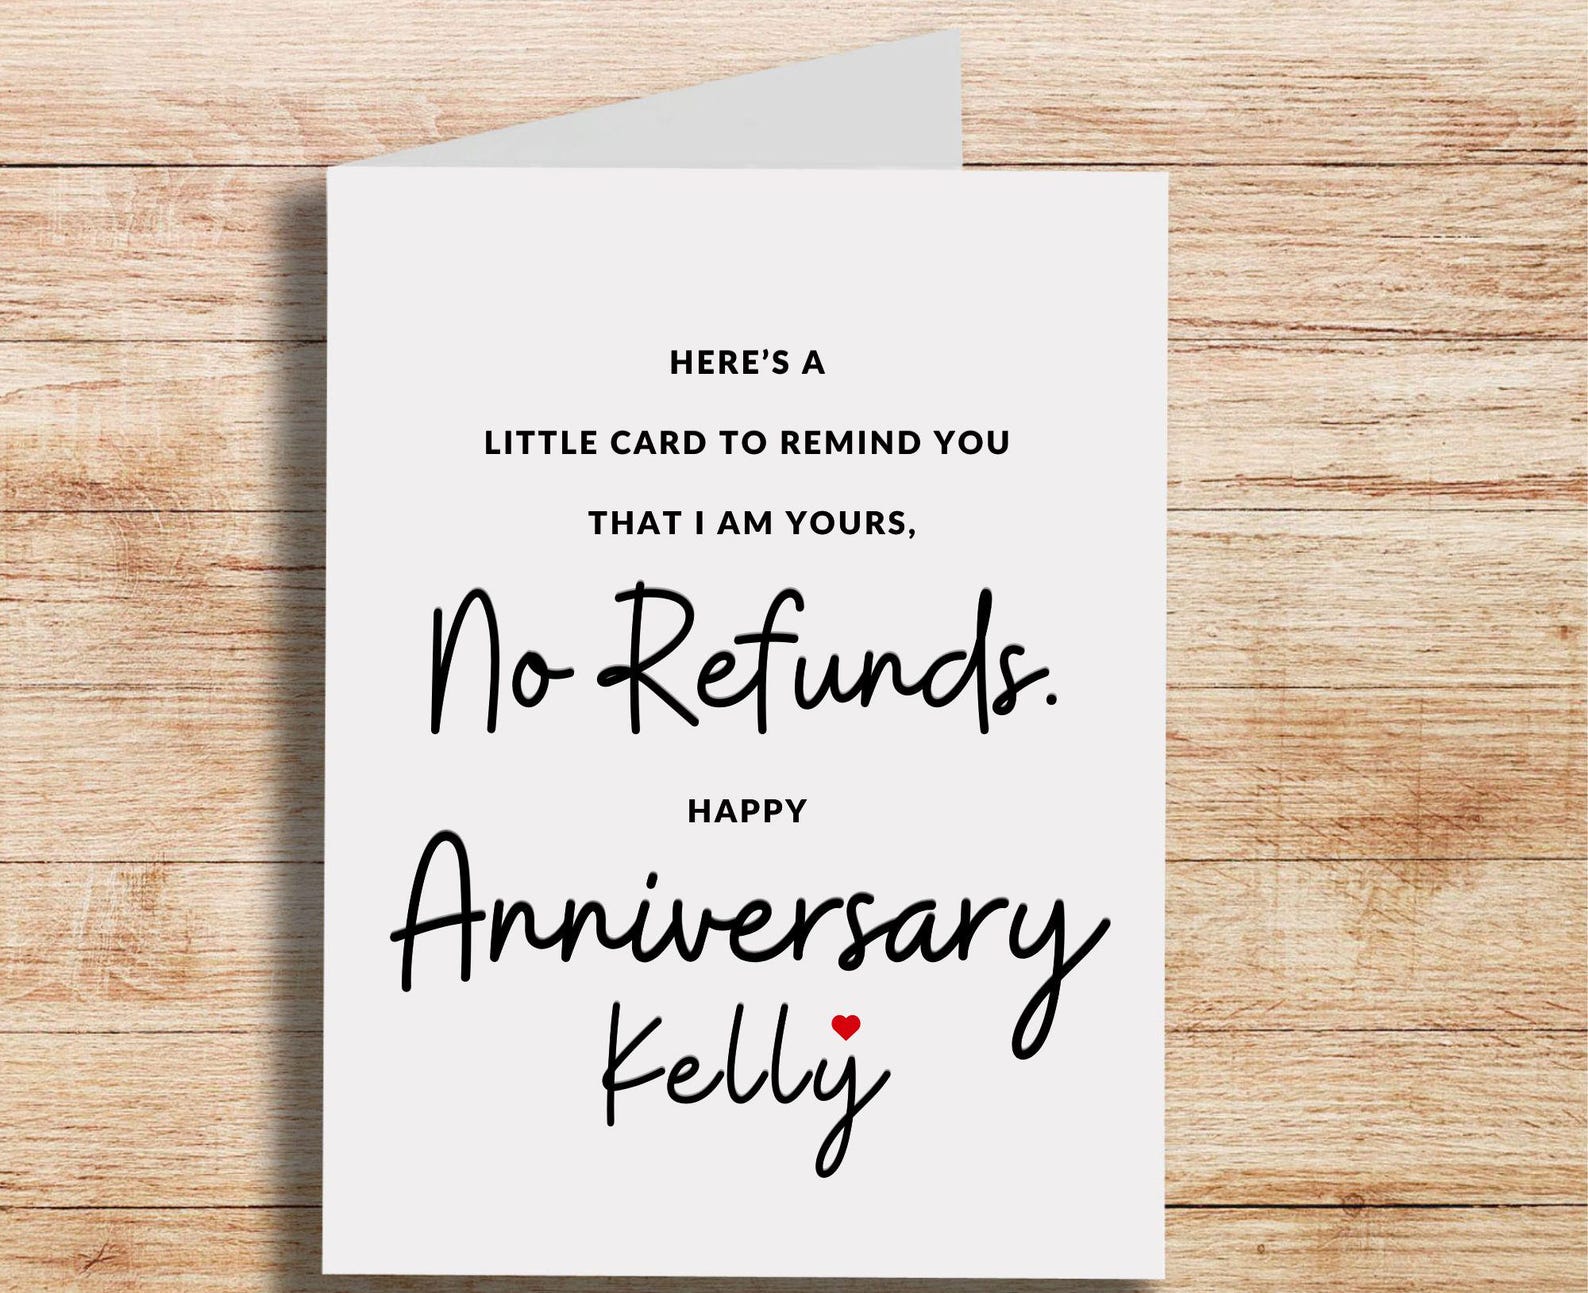 HERE’S A
LITTLE CARD TO REMIND YOU
THAT I AM YOURS,
No Refunds.
HAPPY
Anniversary
Kelly